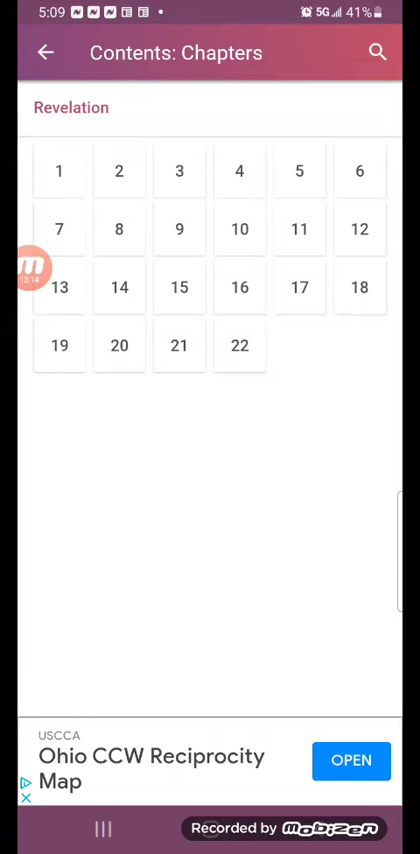 5:09 5G 41%
Contents: Chapters
Revelation
1 2 3 4 5 6
7 8 9 10 11 12
13:14
13 14 15 16 17 18
19 20 21 22
USCCA
Ohio CCW Reciprocity
Map
OPEN
Recorded by mobizen